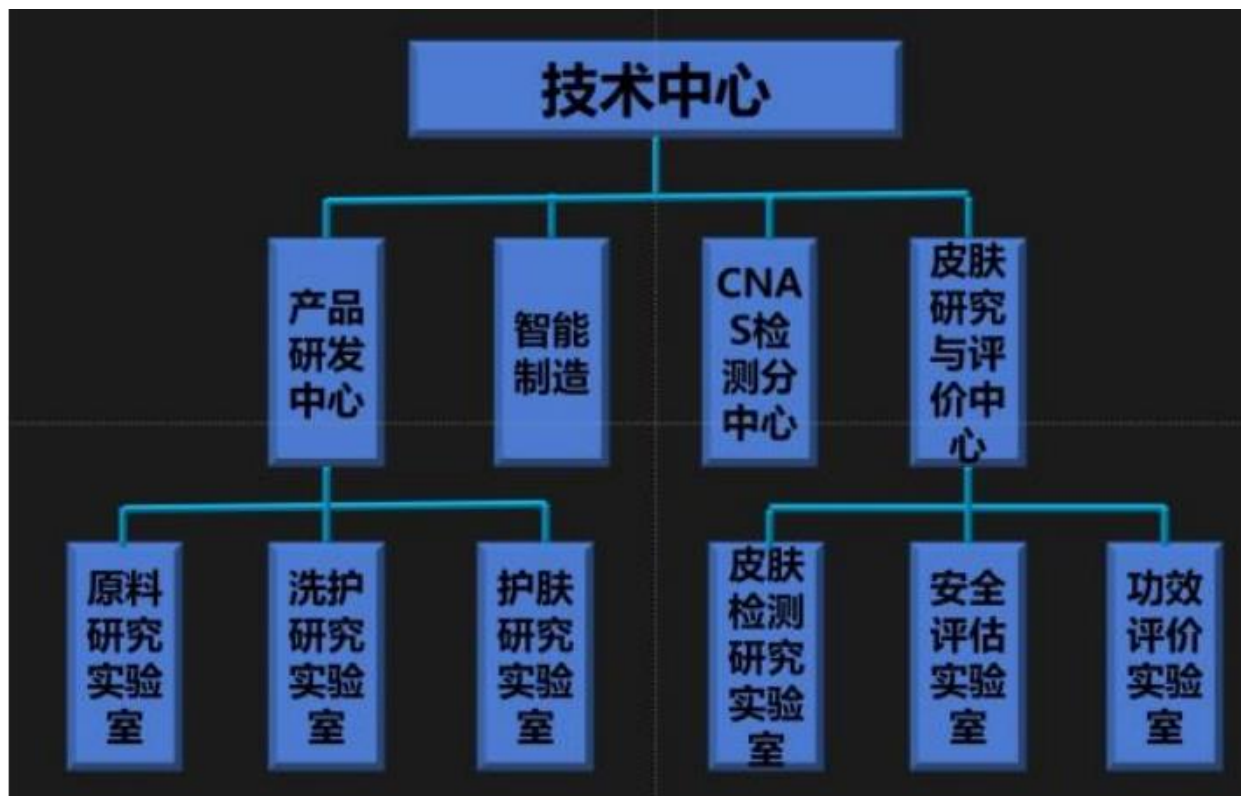 技术中心
产品
研发
中心
智能
制造
CNA
S检
测分
中心
皮肤
研究
与评
价中
心
原料
研究
实验
室
洗护
研究
实验
室
护肤
研究
实验
室
皮肤
检测
研究
实验
室
安全
评估
实验
室
功效
评价
实验
室